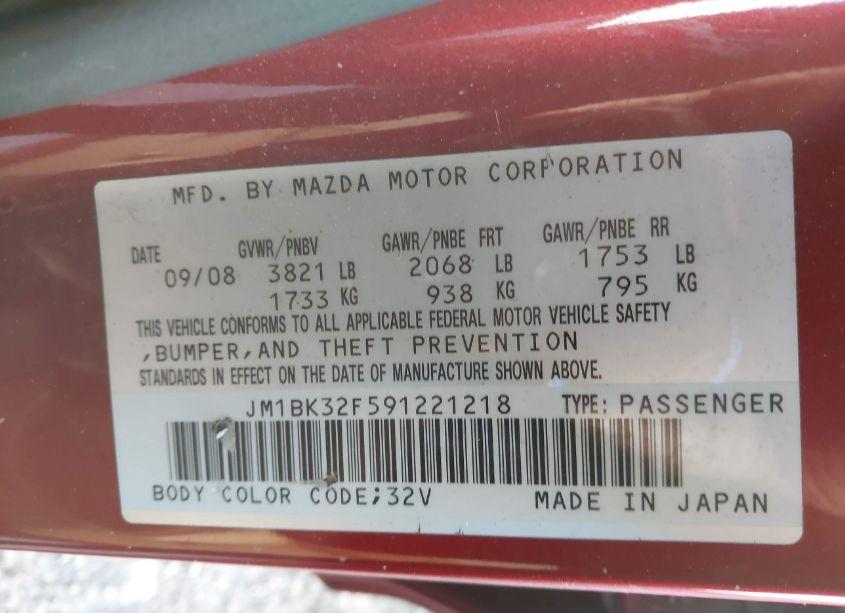 MFD. BY MAZDA MOTOR CORPORATION
DATE GVWR/PNBV GAWR/PNBE FRT GAWR/PNBE RR
09/08 3821 LB 2068 LB 1753 LB
1733 KG 938 KG 795 KG
THIS VEHICLE CONFORMS TO ALL APPLICABLE FEDERAL MOTOR VEHICLE SAFETY
,BUMPER,AND THEFT PREVENTION
STANDARDS IN EFFECT ON THE DATE OF MANUFACTURE SHOWN ABOVE.
JM1BK32F591221218 TYPE: PASSENGER
BODY COLOR CODE;32V MADE IN JAPAN